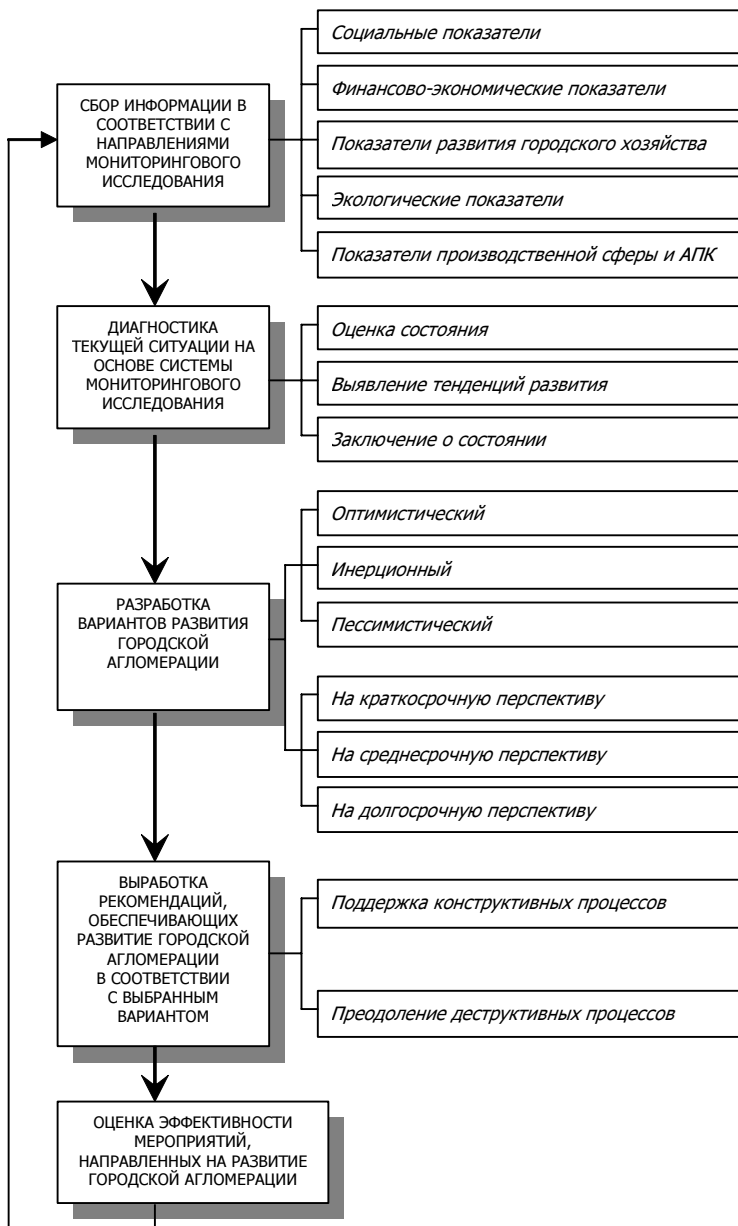 СБОР ИНФОРМАЦИИ В
СООТВЕТСТВИИ С
НАПРАВЛЕНИЯМИ
МОНИТОРИНГОВОГО
ИССЛЕДОВАНИЯ
Социальные показатели
Финансово-экономические показатели
Показатели развития городского хозяйства
Экологические показатели
Показатели производственной сферы и АПК
ДИАГНОСТИКА
ТЕКУЩЕЙ СИТУАЦИИ НА
ОСНОВЕ СИСТЕМЫ
МОНИТОРИНГОВОГО
ИССЛЕДОВАНИЯ
Оценка состояния
Выявление тенденций развития
Заключение о состоянии
РАЗРАБОТКА
ВАРИАНТОВ РАЗВИТИЯ
ГОРОДСКОЙ
АГЛОМЕРАЦИИ
Оптимистический
Инерционный
Пессимистический
На краткосрочную перспективу
На среднесрочную перспективу
На долгосрочную перспективу
ВЫРАБОТКА
РЕКОМЕНДАЦИЙ,
ОБЕСПЕЧИВАЮЩИХ
РАЗВИТИЕ ГОРОДСКОЙ
АГЛОМЕРАЦИИ
В СООТВЕТСТВИИ
С ВЫБРАННЫМ
ВАРИАНТОМ
Поддержка конструктивных процессов
Преодоление деструктивных процессов
ОЦЕНКА ЭФФЕКТИВНОСТИ
МЕРОПРИЯТИЙ,
НАПРАВЛЕННЫХ НА РАЗВИТИЕ
ГОРОДСКОЙ АГЛОМЕРАЦИИ